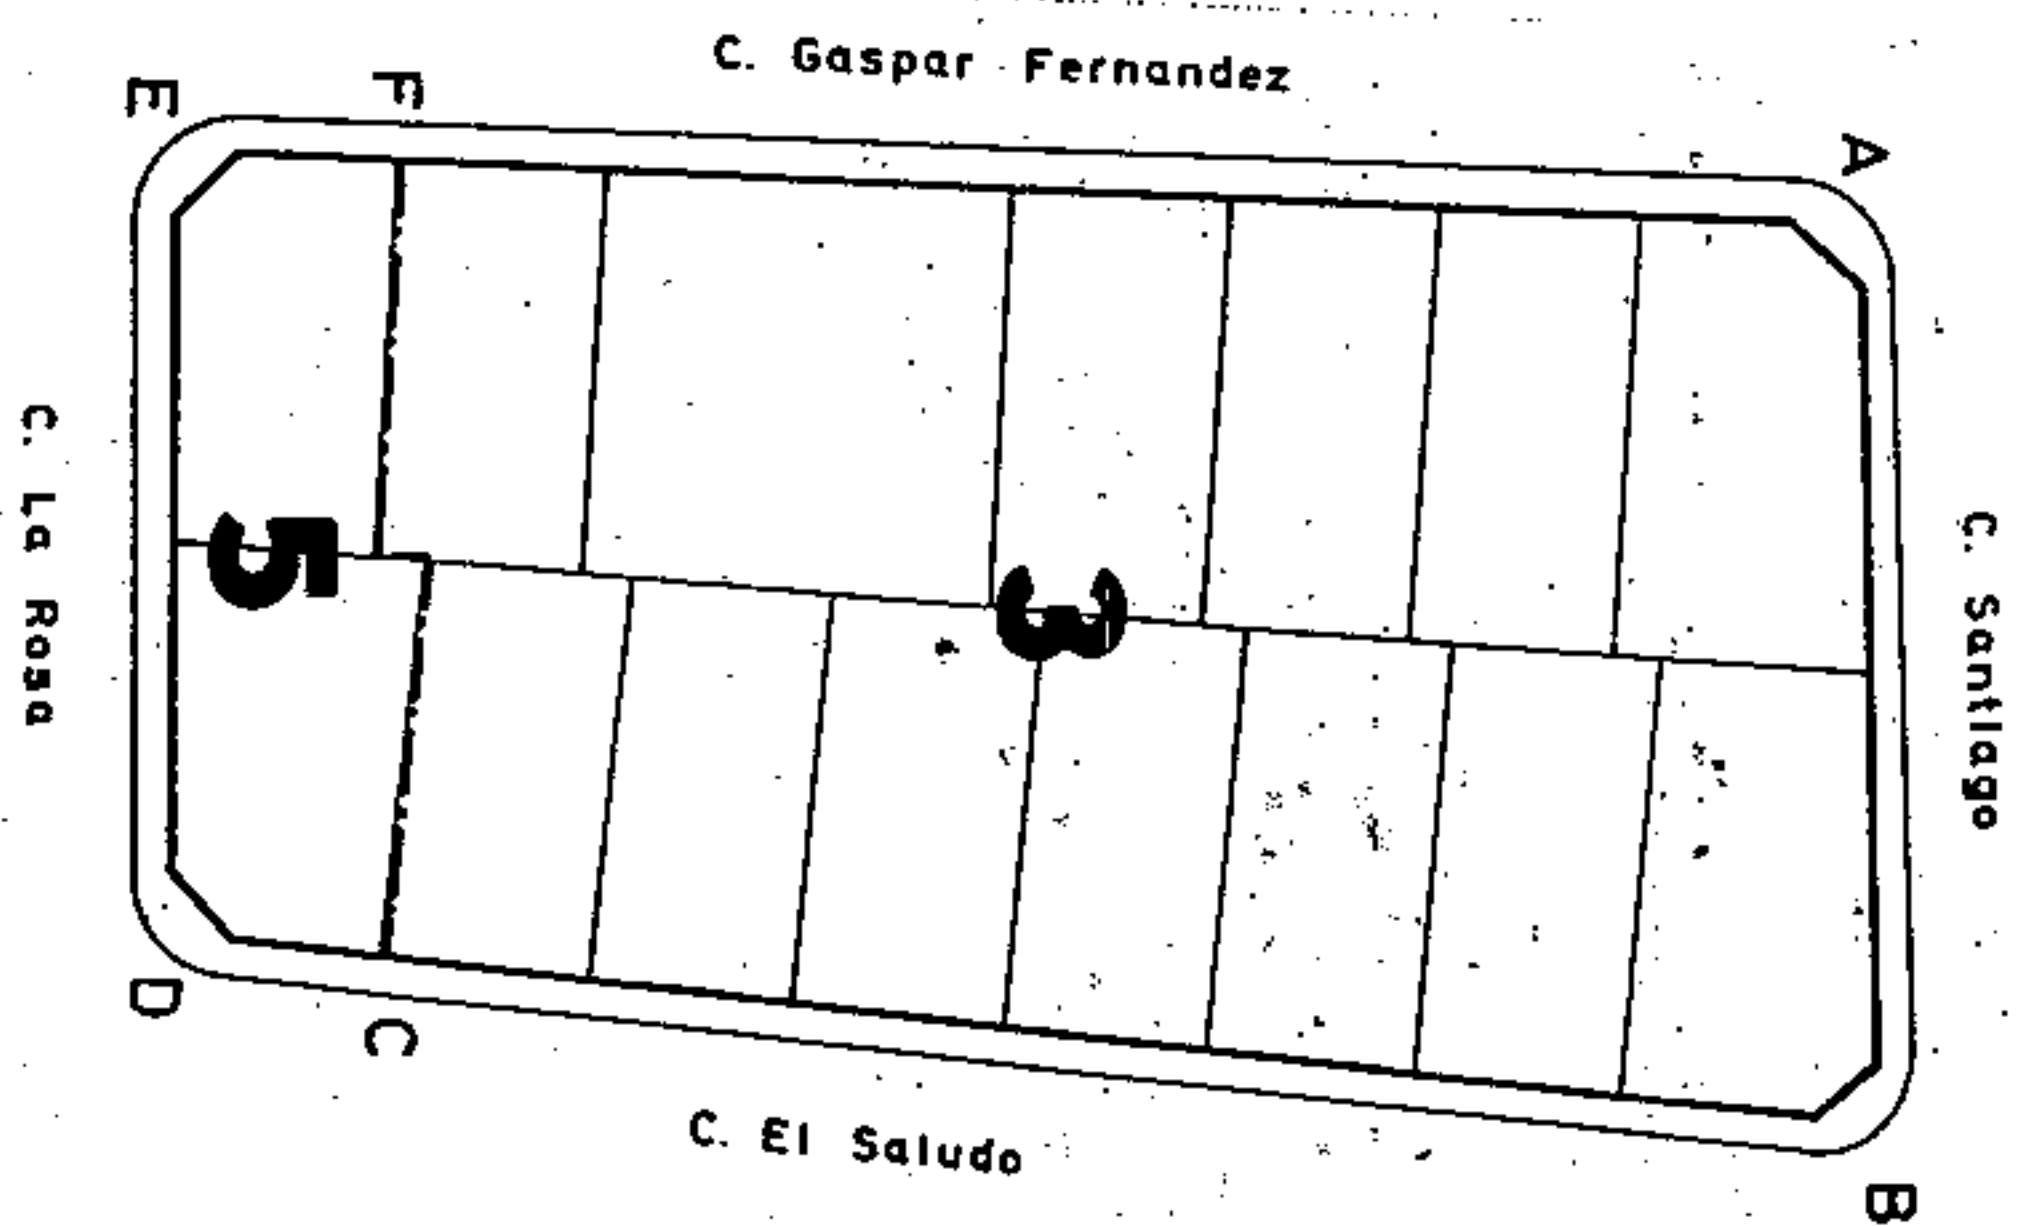 C. Gaspar Fernandez
E
F
A
C. La Rosa
5
3
C. Santiago
D
C
C. El Saludo
B